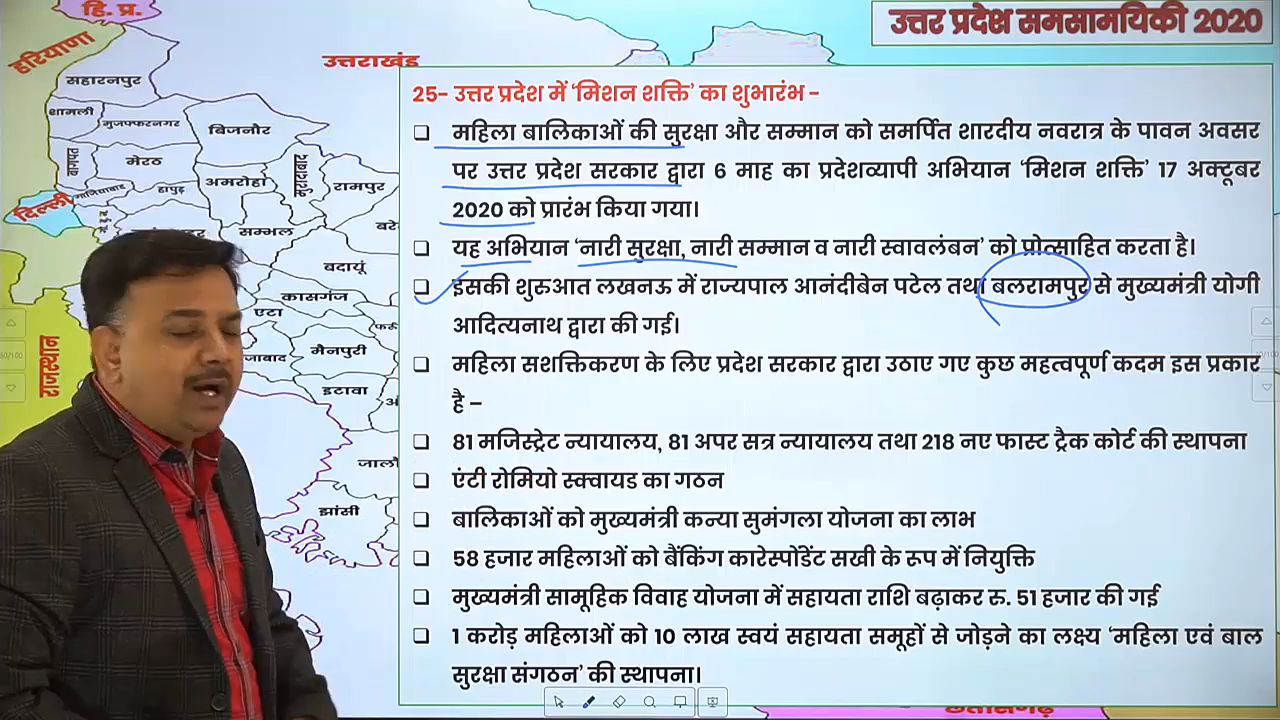 हि. प्र.
उत्तर प्रदेश समसामयिकी 2020
हरियाणा
उत्तराखंड
सहारनपुर
शामली
मुजफ्फरनगर
बिजनौर
बागपत
मेरठ
मुरादाबाद
अमरोहा
रामपुर
गाजियाबाद
हापुड़
दिल्ली
सम्भल
बरे
बदायूं
कासगंज
एटा
फर्रु
मैनपुरी
जाबाद
राजस्थान
इटावा
जालौ
झांसी
25- उत्तर प्रदेश में ‘मिशन शक्ति’ का शुभारंभ –
महिला बालिकाओं की सुरक्षा और सम्मान को समर्पित शारदीय नवरात्र के पावन अवसर
पर उत्तर प्रदेश सरकार द्वारा 6 माह का प्रदेशव्यापी अभियान ‘मिशन शक्ति’ 17 अक्टूबर
2020 को प्रारंभ किया गया।
यह अभियान ‘नारी सुरक्षा, नारी सम्मान व नारी स्वावलंबन’ को प्रोत्साहित करता है।
इसकी शुरुआत लखनऊ में राज्यपाल आनंदीबेन पटेल तथा बलरामपुर से मुख्यमंत्री योगी
आदित्यनाथ द्वारा की गई।
महिला सशक्तिकरण के लिए प्रदेश सरकार द्वारा उठाए गए कुछ महत्वपूर्ण कदम इस प्रकार
है –
81 मजिस्ट्रेट न्यायालय, 81 अपर सत्र न्यायालय तथा 218 नए फास्ट ट्रैक कोर्ट की स्थापना
एंटी रोमियो स्क्वायड का गठन
बालिकाओं को मुख्यमंत्री कन्या सुमंगला योजना का लाभ
58 हजार महिलाओं को बैंकिंग कारेस्पोंडेंट सखी के रूप में नियुक्ति
मुख्यमंत्री सामूहिक विवाह योजना में सहायता राशि बढ़ाकर रु. 51 हजार की गई
1 करोड़ महिलाओं को 10 लाख स्वयं सहायता समूहों से जोड़ने का लक्ष्य ‘महिला एवं बाल
सुरक्षा संगठन’ की स्थापना।
छत्तीसगढ़